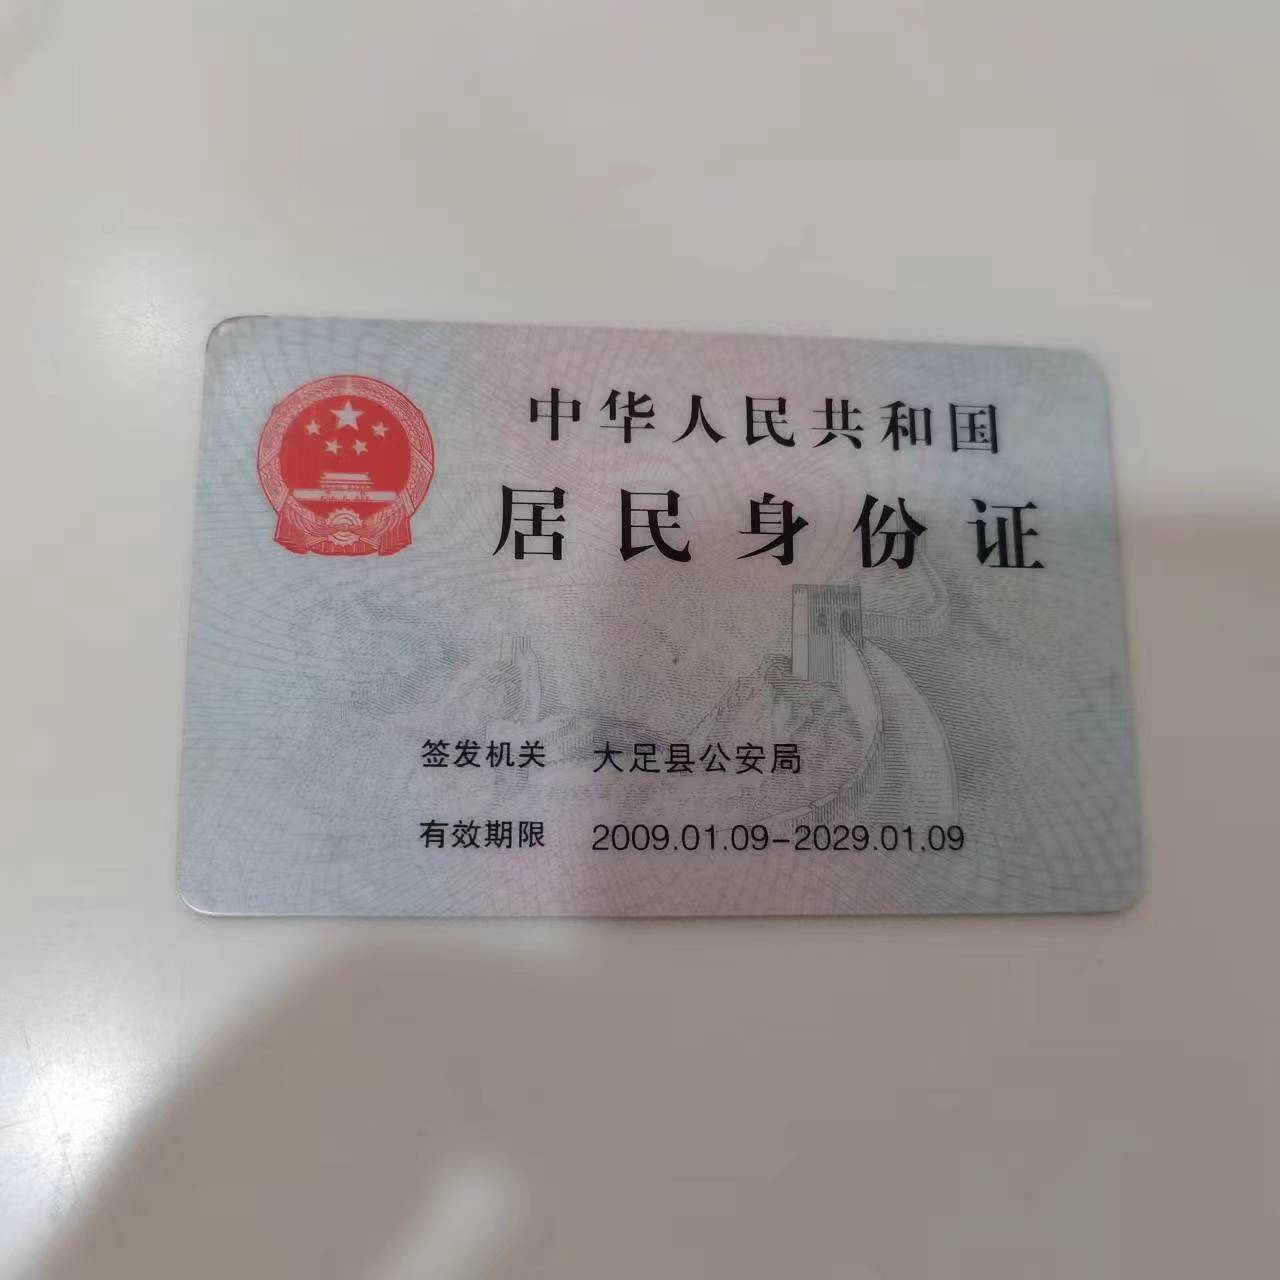 中华人民共和国
居民身份证
签发机关 大足县公安局
有效期限 2009.01.09-2029.01.09